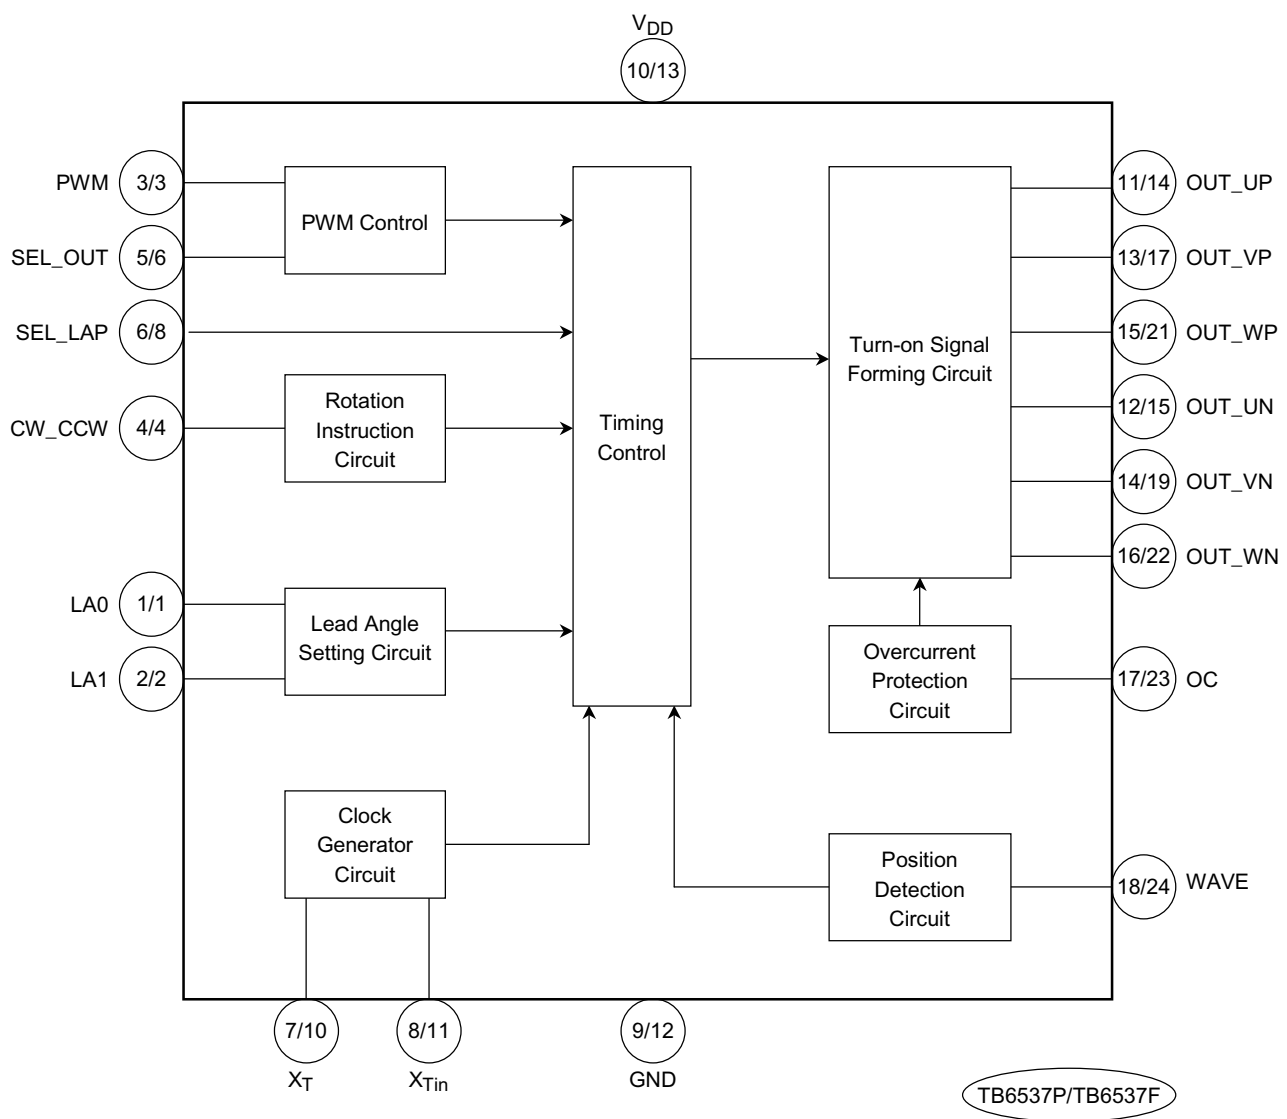 VDD
10/13
PWM
3/3
SEL_OUT
5/6
PWM Control
SEL_LAP
6/8
CW_CCW
4/4
Rotation
Instruction
Circuit
LA0
1/1
LA1
2/2
Lead Angle
Setting Circuit
Timing
Control
Turn-on Signal
Forming Circuit
11/14
OUT_UP
13/17
OUT_VP
15/21
OUT_WP
12/15
OUT_UN
14/19
OUT_VN
16/22
OUT_WN
Overcurrent
Protection
Circuit
17/23
OC
Clock
Generator
Circuit
Position
Detection
Circuit
18/24
WAVE
7/10
XT
8/11
XTin
9/12
GND
TB6537P/TB6537F